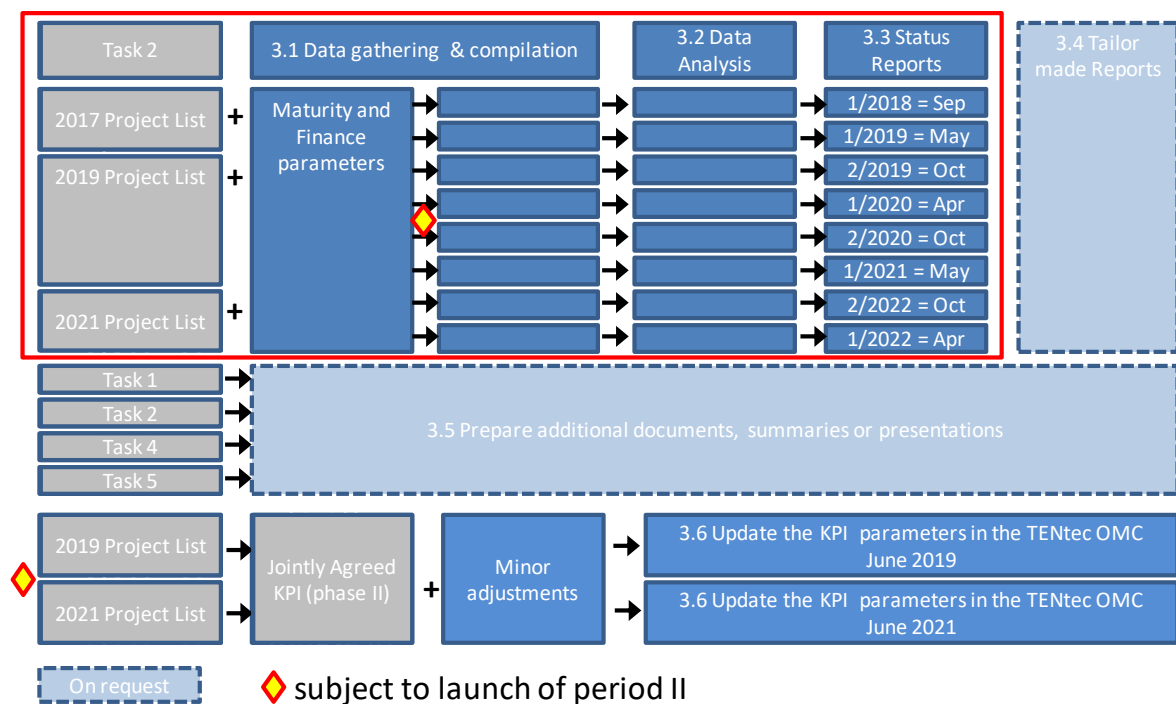 Task 2
3.1 Data gathering & compilation
3.2 Data
Analysis
3.3 Status
Reports
3.4 Tailor
made Reports
2017 Project List
+
Maturity and
Finance
parameters
2019 Project List
+
2021 Project List
+
1/2018 = Sep
1/2019 = May
2/2019 = Oct
1/2020 = Apr
2/2020 = Oct
1/2021 = May
2/2022 = Oct
1/2022 = Apr
Task 1
Task 2
Task 4
Task 5
3.5 Prepare additional documents, summaries or presentations
2019 Project List
2021 Project List
Jointly Agreed
KPI (phase II)
+
Minor
adjustments
3.6 Update the KPI parameters in the TENtec OMC
June 2019
3.6 Update the KPI parameters in the TENtec OMC
June 2021
On request
subject to launch of period II